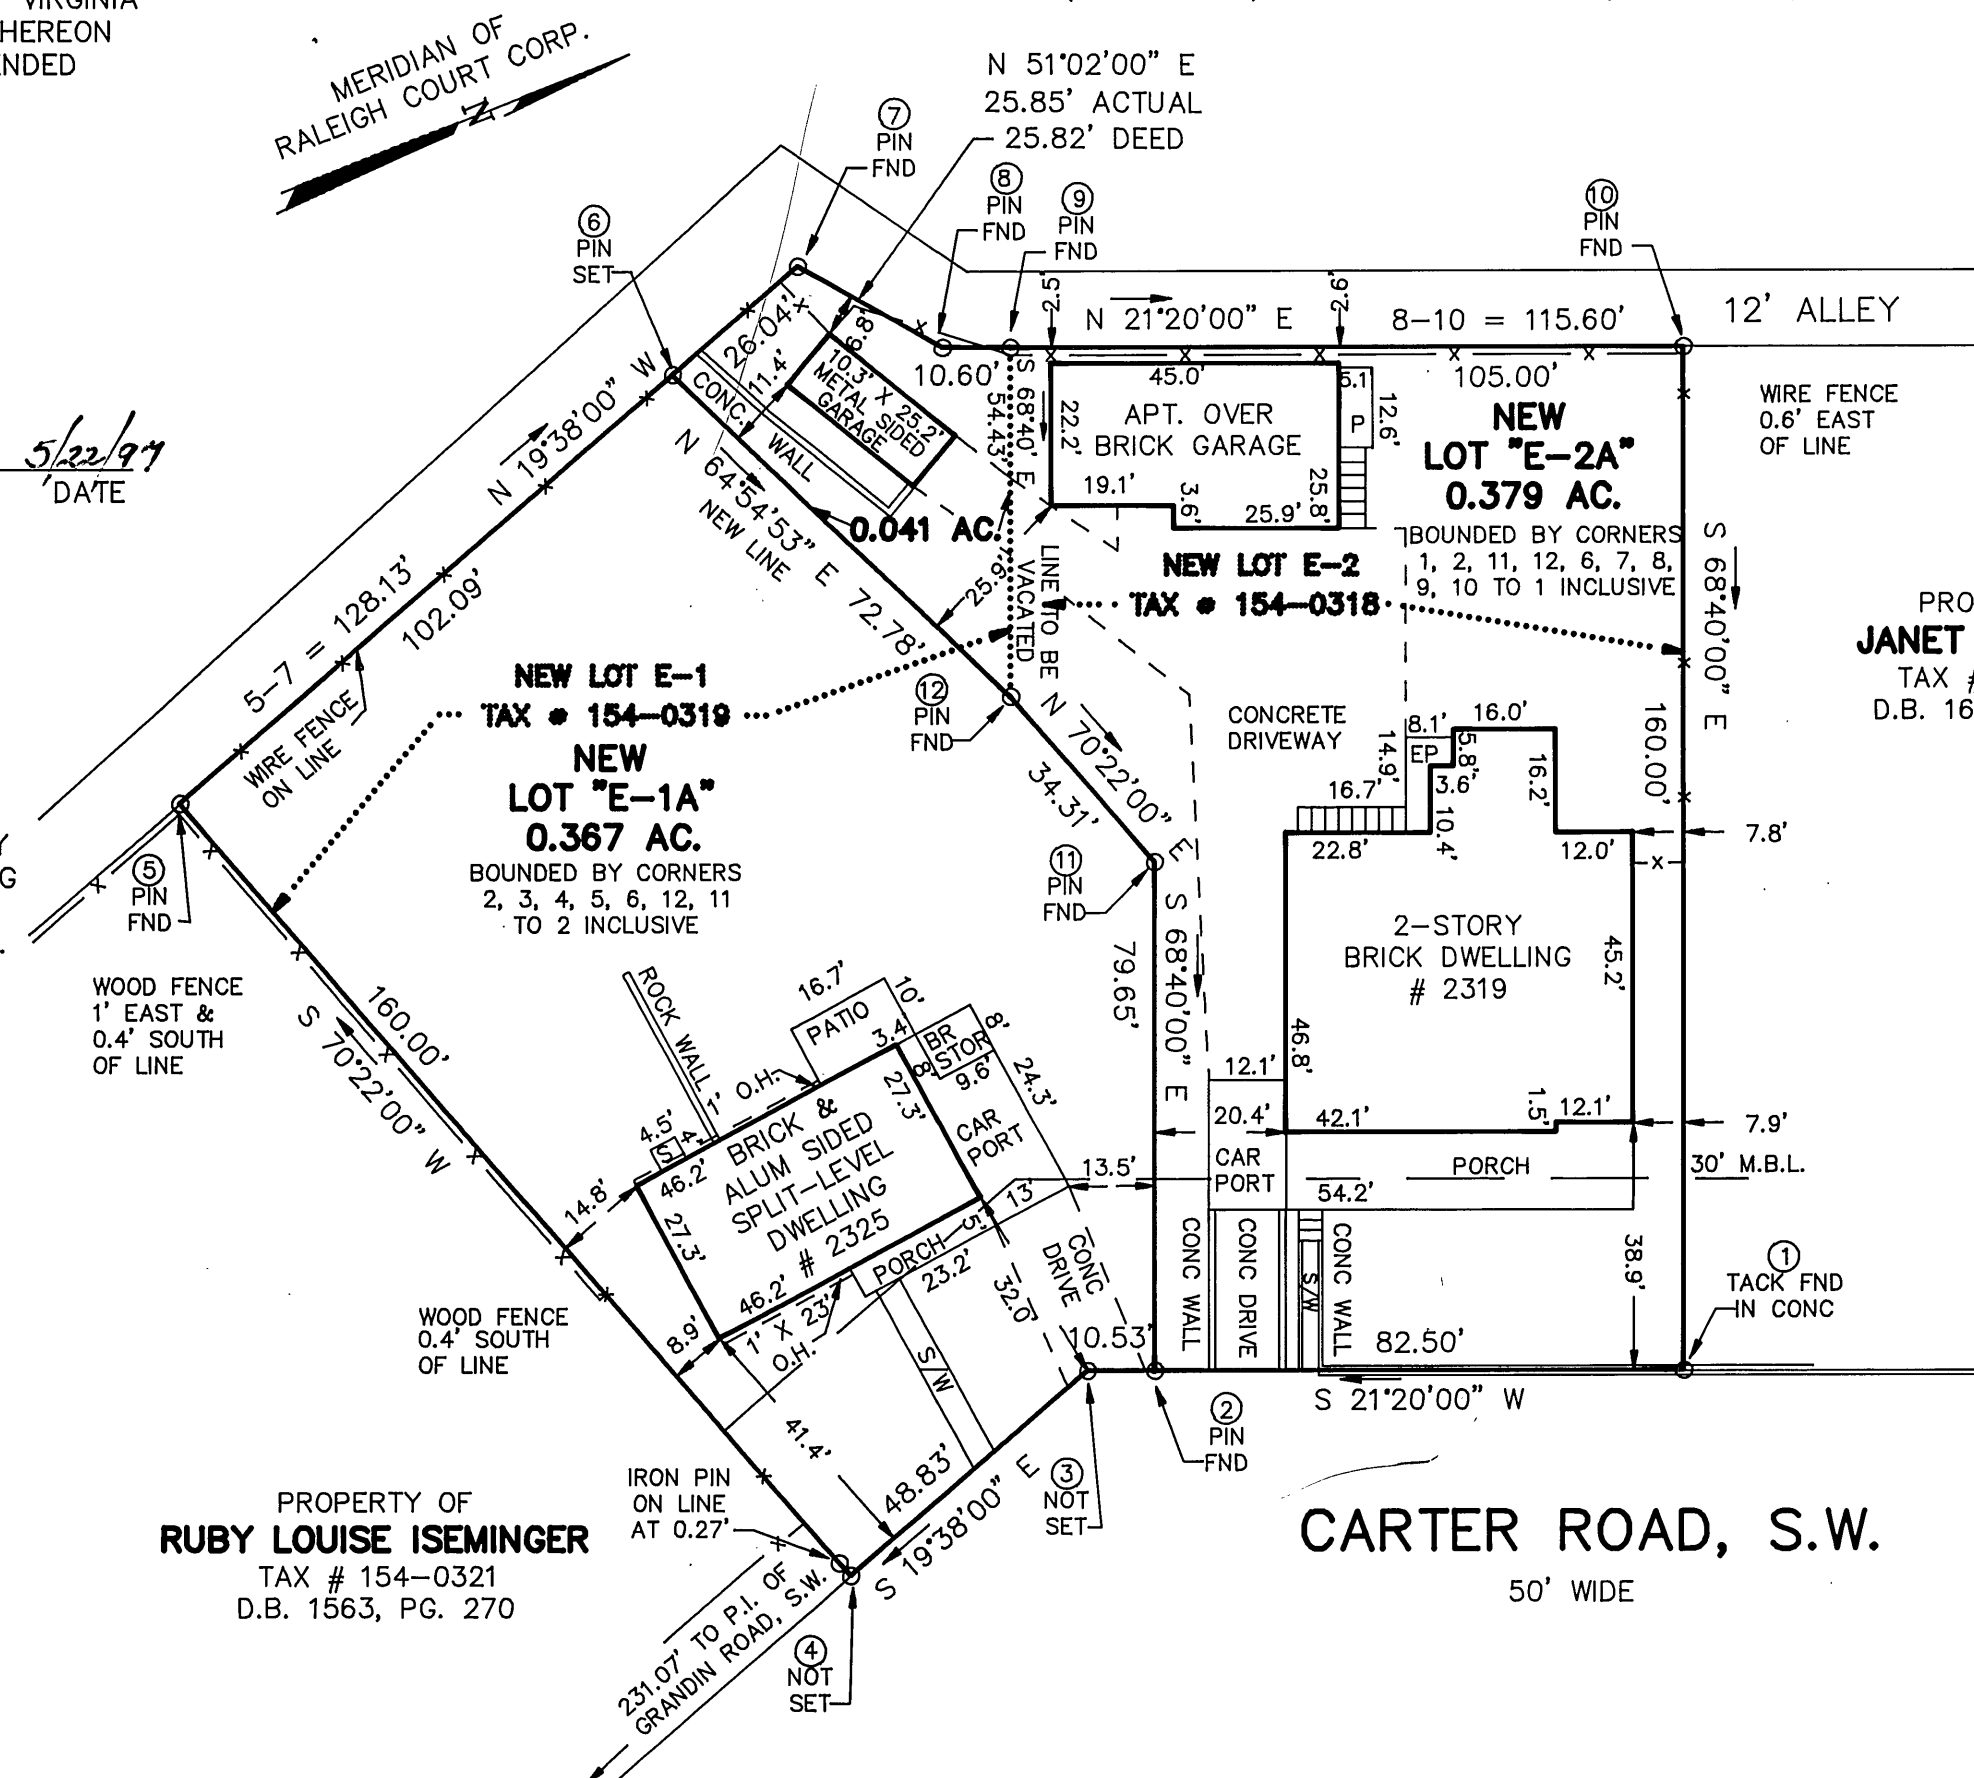 VIRGINIA
HEREON
ENDED
MERIDIAN OF
RALEIGH COURT CORP.
N
N 51°02'00" E
25.85' ACTUAL
25.82' DEED
7
PIN
FND
8
PIN
FND
9
PIN
FND
10
PIN
FND
6
PIN
SET
2.5'
2.6'
N 21°20'00" E
8-10 = 115.60'
12' ALLEY
26.04'
6.8'
11.4'
10.3' X 25.2'
METAL SIDED
GARAGE
CONC. WALL
10.60'
S 68°40' E
54.43'
45.0'
5.1
105.00'
APT. OVER
BRICK GARAGE
22.2'
P
12.6'
19.1'
3.6'
25.9'
25.8'
NEW
LOT "E-2A"
0.379 AC.
BOUNDED BY CORNERS
1, 2, 11, 12, 6, 7, 8,
9, 10 TO 1 INCLUSIVE
WIRE FENCE
0.6' EAST
OF LINE
5/22/97
DATE
N 19°38'00" W
N 64°54'53" E 72.78'
NEW LINE
0.041 AC.
25.9'
LINE TO BE
VACATED
NEW LOT E-2
TAX # 154-0318
S 68°40'00" E
160.00'
PRO
JANET
TAX #
D.B. 16
5-7 = 128.13'
102.09'
WIRE FENCE
ON LINE
NEW LOT E-1
TAX # 154-0319
NEW
LOT "E-1A"
0.367 AC.
BOUNDED BY CORNERS
2, 3, 4, 5, 6, 12, 11
TO 2 INCLUSIVE
12
PIN
FND
N 70°22'00" E
34.31'
CONCRETE
DRIVEWAY
8.1'
EP
14.9'
5.8'
16.0'
3.6'
16.7'
10.4'
16.2'
22.8'
12.0'
7.8'
Y
G
5
PIN
FND
11
PIN
FND
S 68°40'00" E
79.65'
2-STORY
BRICK DWELLING
# 2319
45.2'
46.8'
WOOD FENCE
1' EAST &
0.4' SOUTH
OF LINE
160.00'
S 70°22'00" W
ROCK WALL
16.7'
10'
PATIO
3.4'
BR
STOR
8'
8'
9.6'
24.3'
1' O.H.
27.3'
CAR
PORT
4.5'
4'
S
46.2'
BRICK &
ALUM SIDED
SPLIT-LEVEL
DWELLING
# 2325
27.3'
14.8'
12.1'
20.4'
42.1'
1.5'
12.1'
7.9'
CAR
PORT
PORCH
30' M.B.L.
54.2'
13.5'
13'
5'
PORCH
23.2'
46.2'
1' X 23'
O.H.
8.9'
WOOD FENCE
0.4' SOUTH
OF LINE
CONC
DRIVE
32.0'
S/W
CONC WALL
CONC DRIVE
S/W
CONC WALL
38.9'
1
TACK FND
IN CONC
10.53'
82.50'
S 21°20'00" W
2
PIN
FND
3
NOT
SET
41.4'
48.83'
S 19°38'00" E
IRON PIN
ON LINE
AT 0.27'
PROPERTY OF
RUBY LOUISE ISEMINGER
TAX # 154-0321
D.B. 1563, PG. 270
231.07' TO P.I. OF
GRANDIN ROAD, S.W.
4
NOT
SET
CARTER ROAD, S.W.
50' WIDE